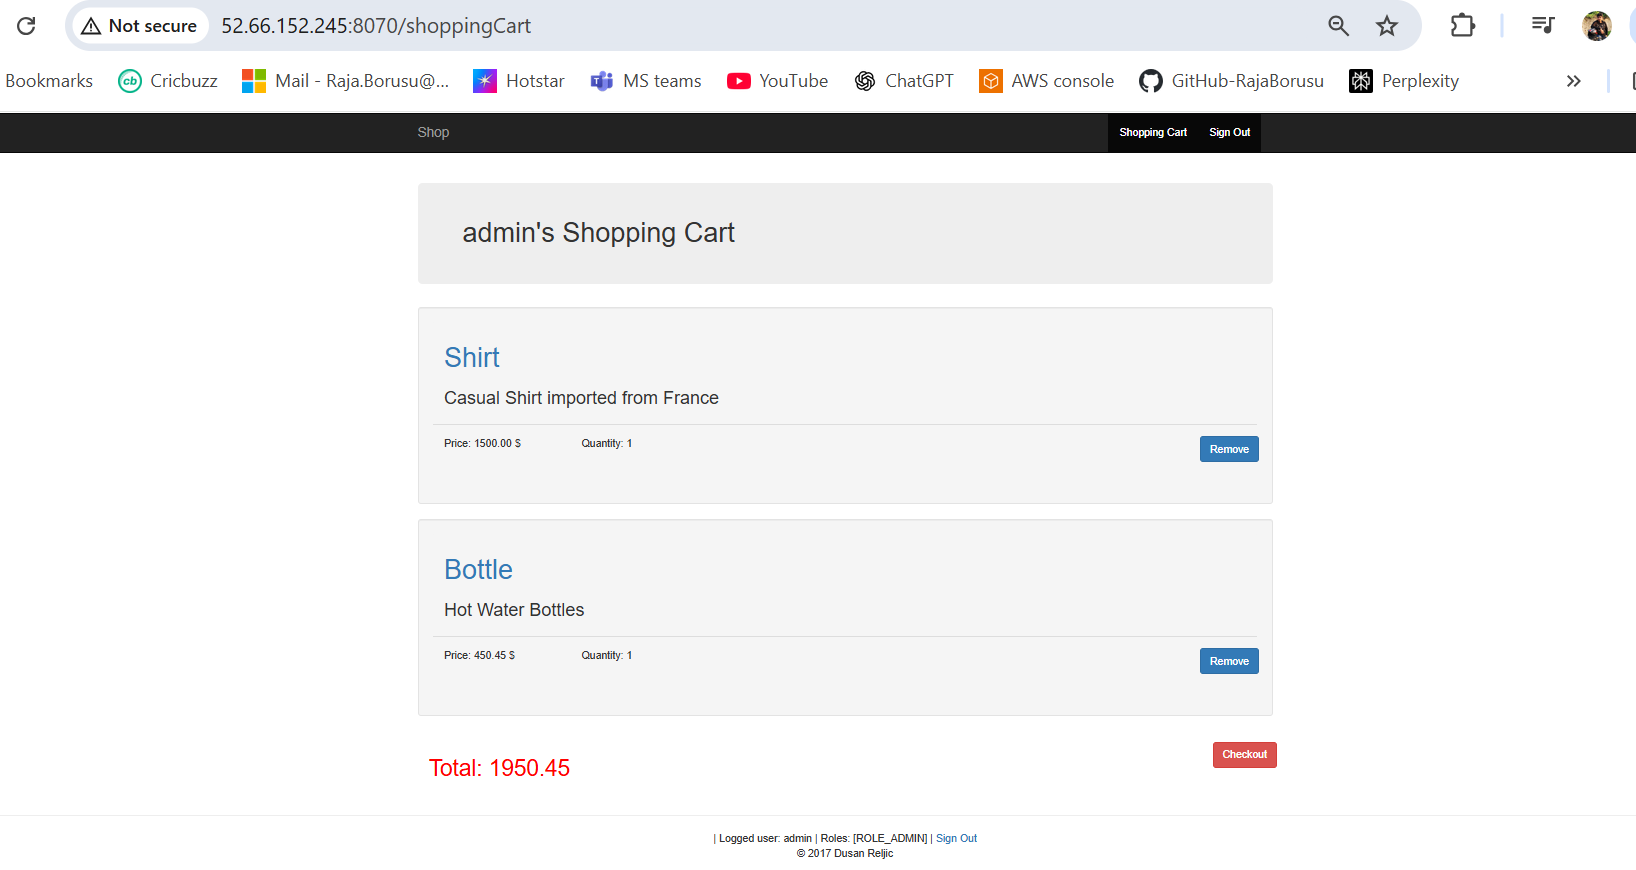 Not secure 52.66.152.245:8070/shoppingCart
Bookmarks Cricbuzz Mail - Raja.Borusu@... Hotstar MS teams YouTube ChatGPT AWS console GitHub-RajaBorusu Perplexity »
Shop Shopping Cart Sign Out
admin's Shopping Cart
Shirt
Casual Shirt imported from France
Price: 1500.00 $ Quantity: 1 Remove
Bottle
Hot Water Bottles
Price: 450.45 $ Quantity: 1 Remove
Checkout
Total: 1950.45
| Logged user: admin | Roles: [ROLE_ADMIN] | Sign Out
© 2017 Dusan Reljic